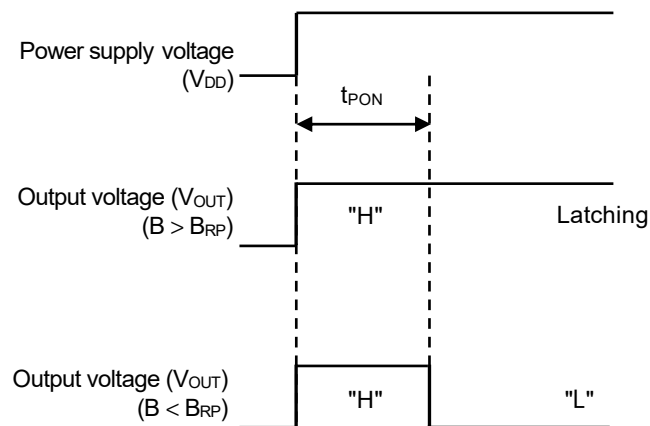 Power supply voltage
(VDD)
tPON
Output voltage (VOUT)
(B > BRP)
"H"
Latching
Output voltage (VOUT)
(B < BRP)
"H"
"L"